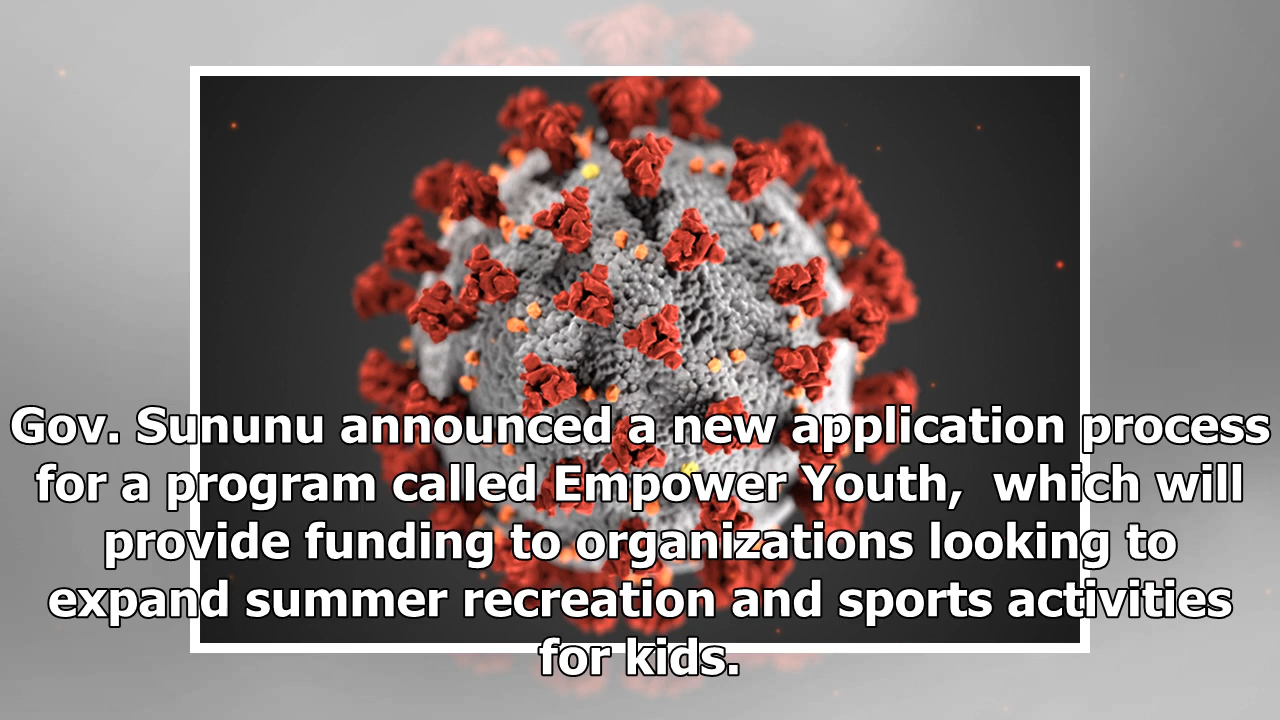 Gov. Sununu announced a new application process
for a program called Empower Youth,  which will
provide funding to organizations looking to
expand summer recreation and sports activities
for kids.